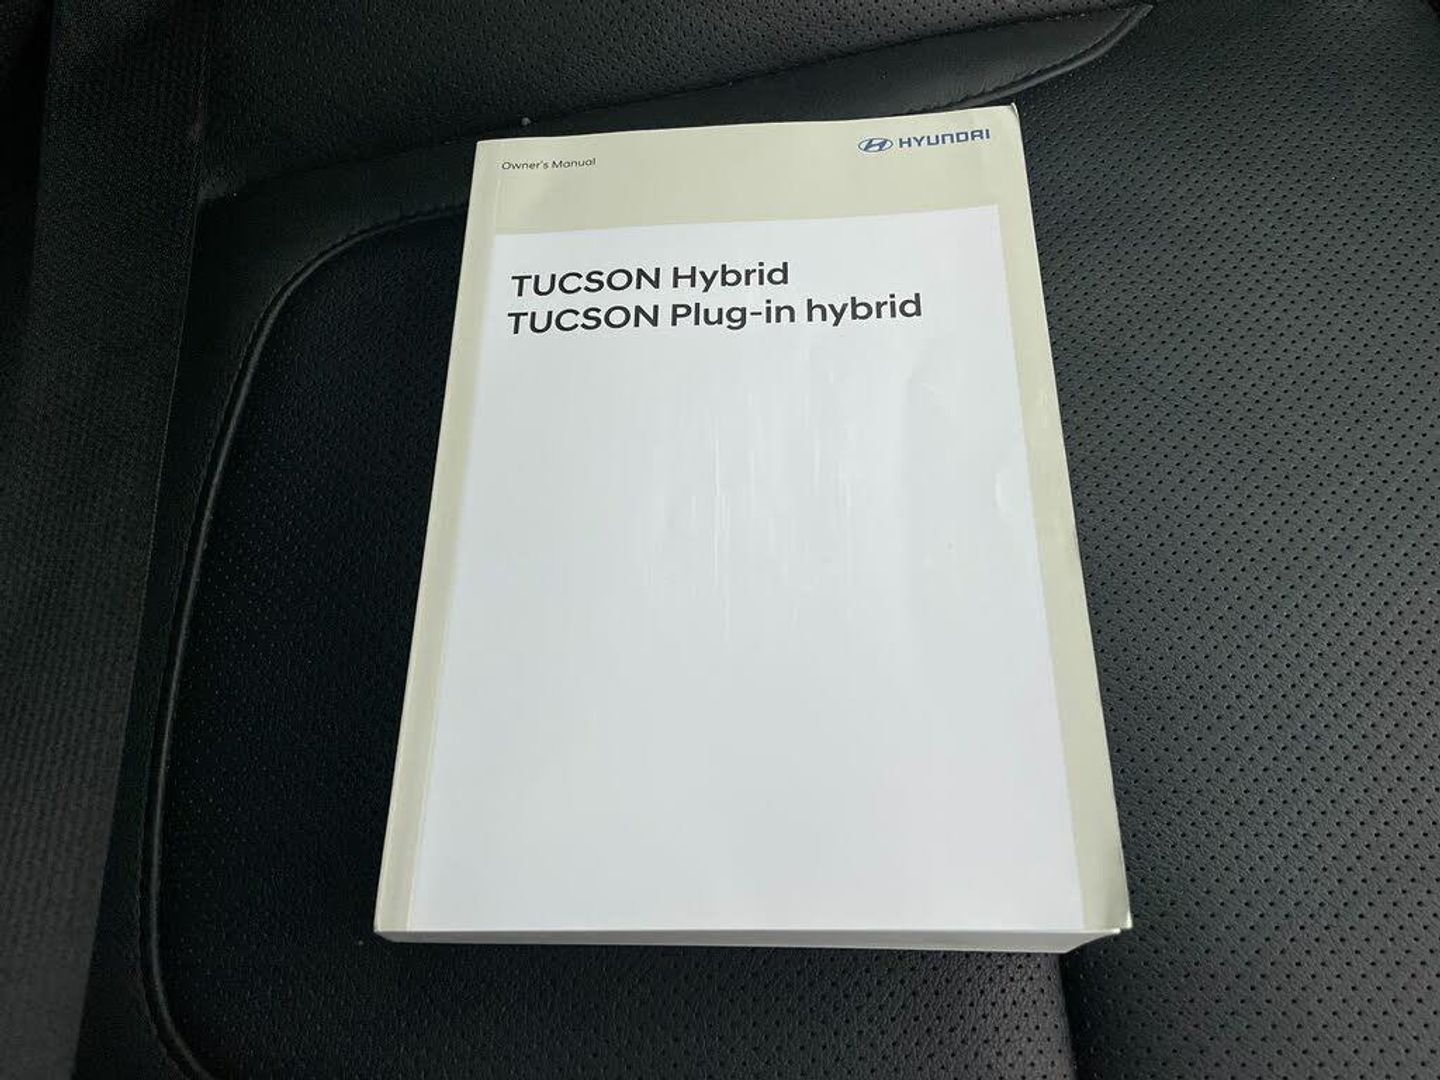 Owner's Manual
HYUNDAI
TUCSON Hybrid
TUCSON Plug-in hybrid